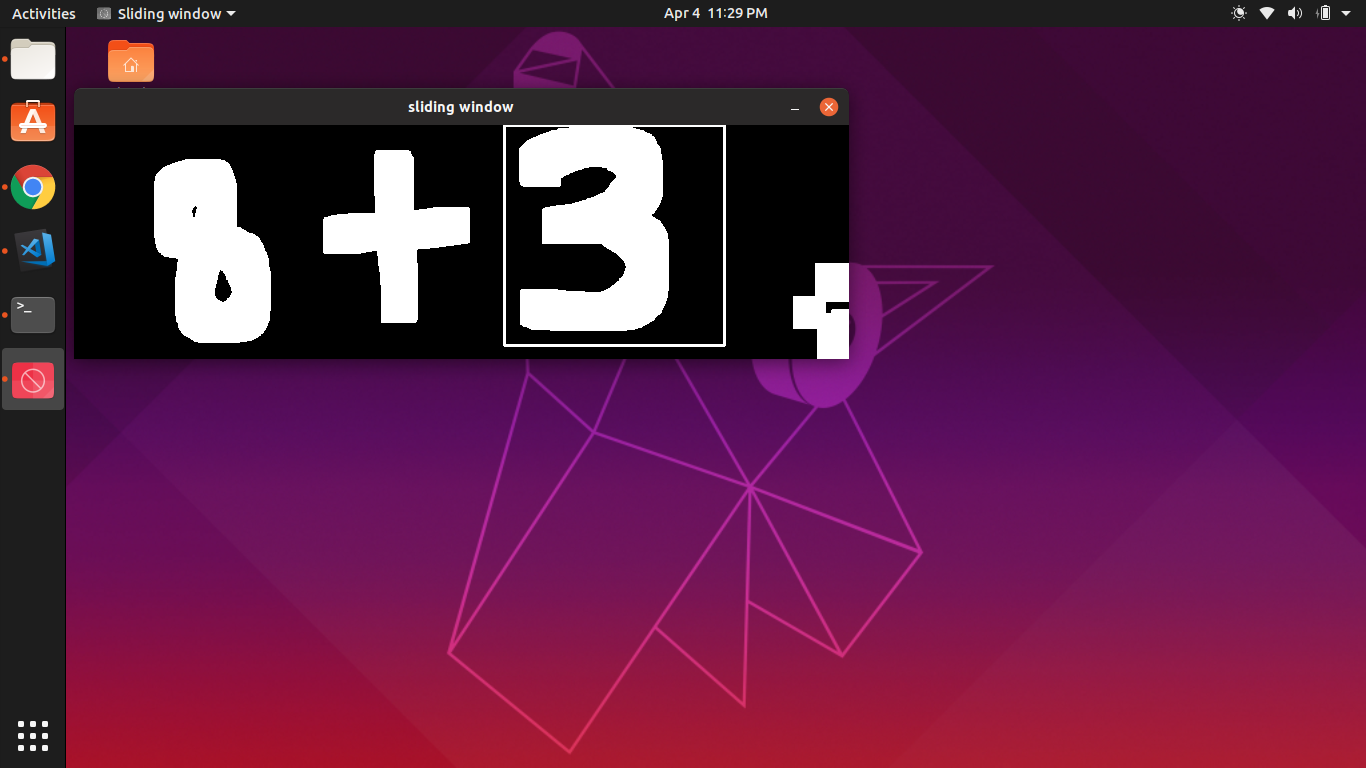 Activities Sliding window Apr 4 11:29 PM
sliding window
8+3
>_